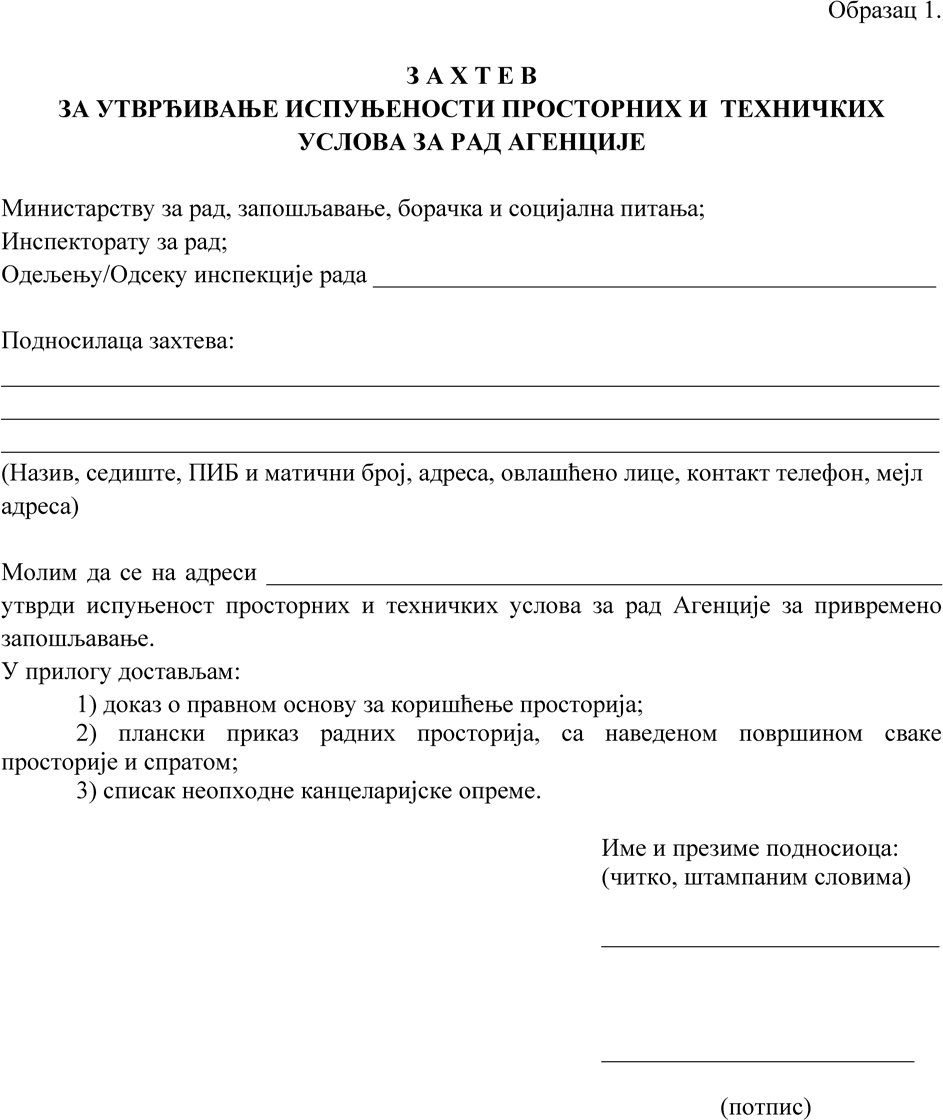 Образац 1.
З А Х Т Е В
ЗА УТВРЂИВАЊЕ ИСПУЊЕНОСТИ ПРОСТОРНИХ И ТЕХНИЧКИХ
УСЛОВА ЗА РАД АГЕНЦИЈЕ
Министарству за рад, запошљавање, борачка и социјална питања;
Инспекторату за рад;
Одељењу/Одсеку инспекције рада
Подносилаца захтева:
(Назив, седиште, ПИБ и матични број, адреса, овлашћено лице, контакт телефон, мејл
адреса)
Молим да се на адреси
утврди испуњеност просторних и техничких услова за рад Агенције за привремено
запошљавање.
У прилогу достављам:
1) доказ о правном основу за коришћење просторија;
2) плански приказ радних просторија, са наведеном површином сваке
просторије и спратом;
3) списак неопходне канцеларијске опреме.
Име и презиме подносиоца:
(читко, штампаним словима)
(потпис)